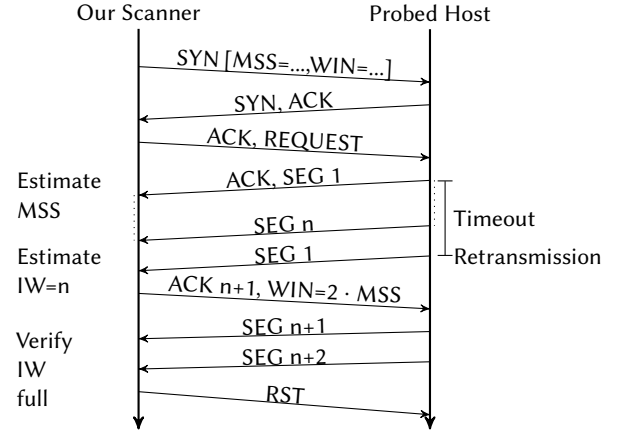 Our Scanner
Probed Host
SYN [MSS=...,WIN=...]
SYN, ACK
ACK, REQUEST
Estimate
MSS
ACK, SEG 1
SEG n
Timeout
Estimate
IW=n
SEG 1
Retransmission
ACK n+1, WIN=2 · MSS
Verify
IW
full
SEG n+1
SEG n+2
RST